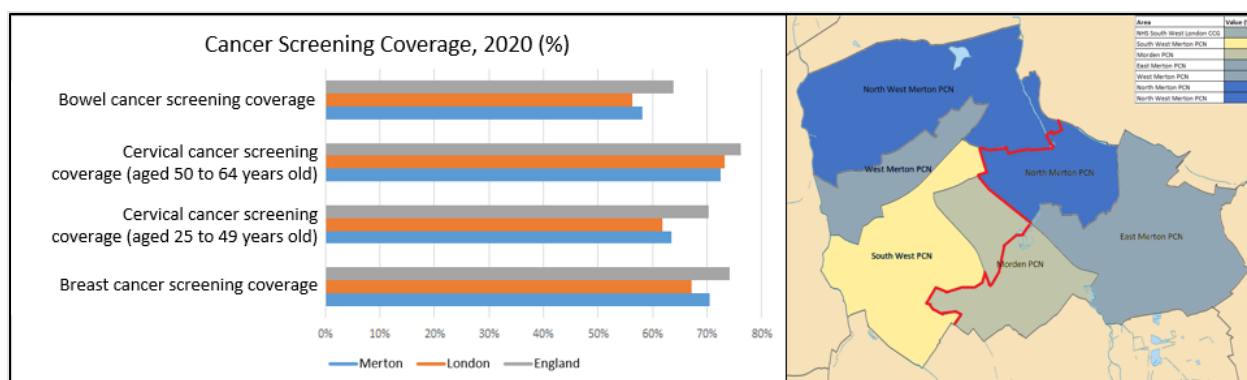 Cancer Screening Coverage, 2020 (%)
Bowel cancer screening coverage
Cervical cancer screening
coverage (aged 50 to 64 years old)
Cervical cancer screening
coverage (aged 25 to 49 years old)
Breast cancer screening coverage
0% 10% 20% 30% 40% 50% 60% 70% 80%
Merton London England
Area Value (
NHS South West London CCG
South West Merton PCN
Morden PCN
East Merton PCN
West Merton PCN
North Merton PCN
North West Merton PCN
North West Merton PCN
West Merton PCN
North Merton PCN
East Merton PCN
South West PCN
Morden PCN